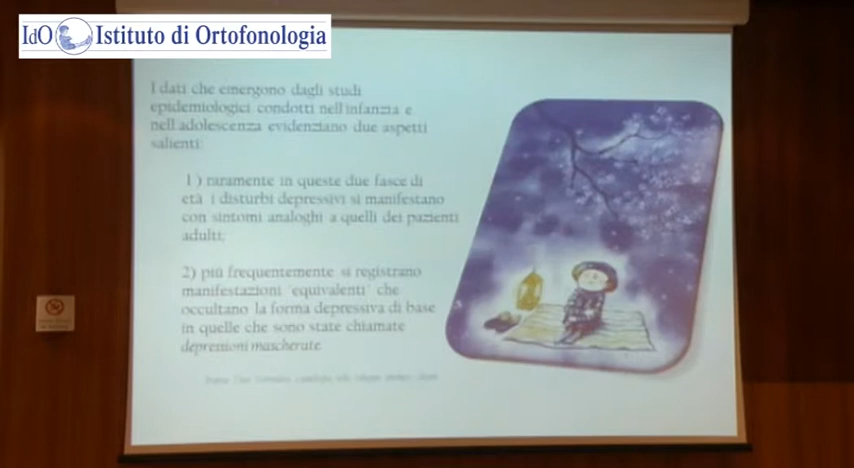 IdO Istituto di Ortofonologia
I dati che emergono dagli studi
epidemiologici condotti nell'infanzia e
nell'adolescenza evidenziano due aspetti
salienti:
1) raramente in queste due fasce di
età i disturbi depressivi si manifestano
con sintomi analoghi a quelli dei pazienti
adulti;
2) più frequentemente si registrano
manifestazioni "equivalenti" che
occultano la forma depressiva di base
in quelle che sono state chiamate
depressioni mascherate.